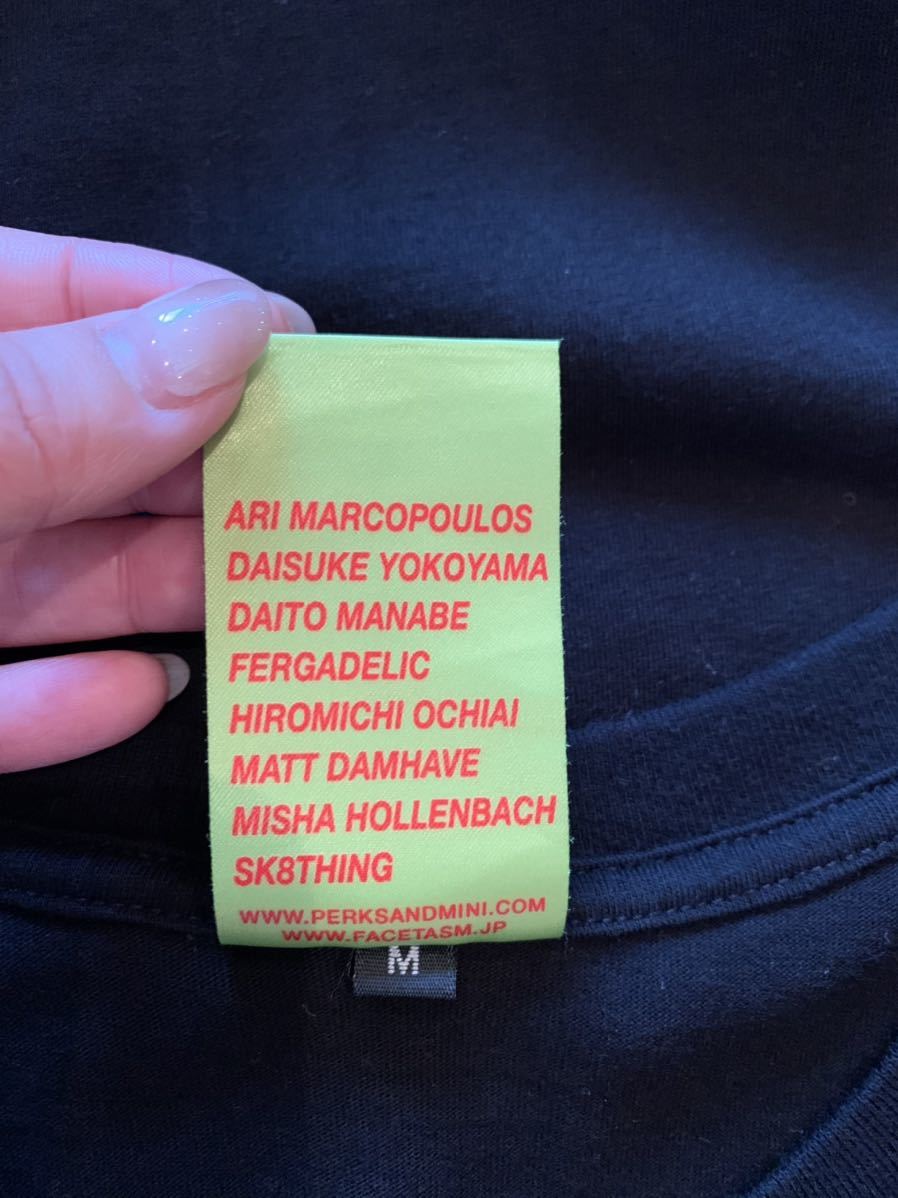 ARI MARCOPOULOS
DAISUKE YOKOYAMA
DAITO MANABE
FERGADELIC
HIROMICHI OCHIAI
MATT DAMHAVE
MISHA HOLLENBACH
SK8THING
WWW.PERKSANDMINI.COM
WWW.FACETASM.JP
M